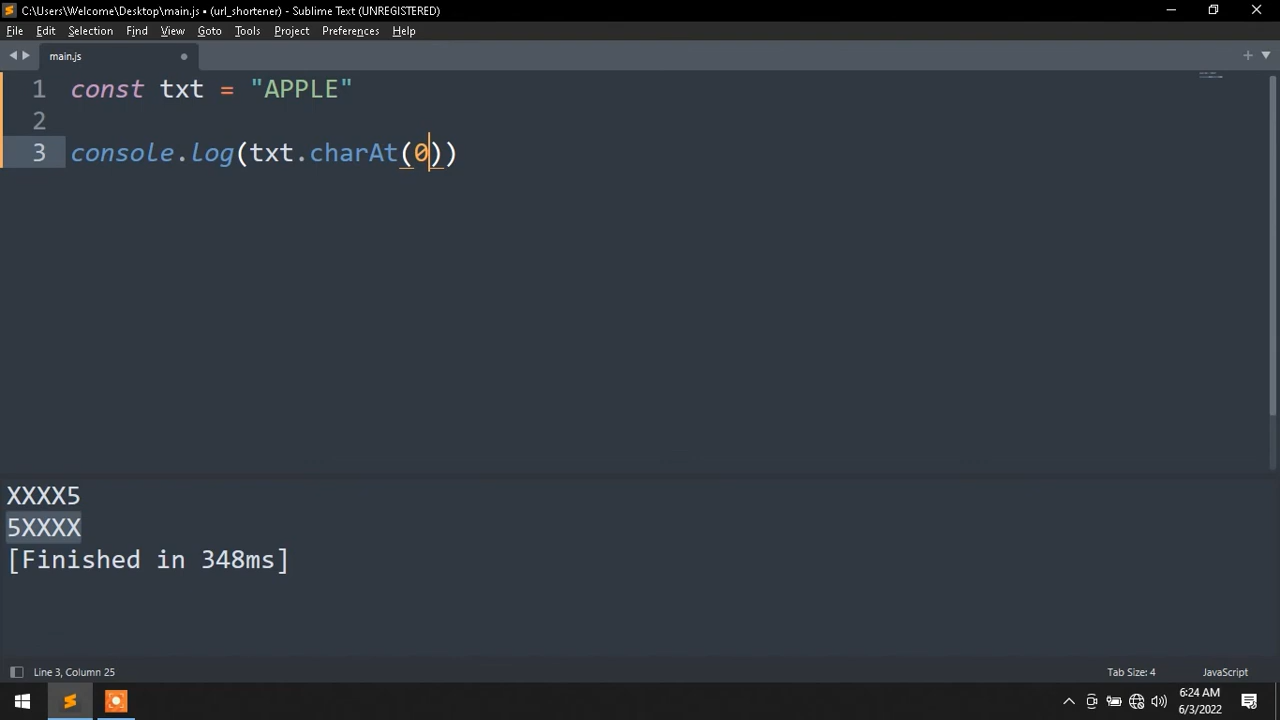 C:\Users\Welcome\Desktop\main.js • (url_shortener) - Sublime Text (UNREGISTERED)
File Edit Selection Find View Goto Tools Project Preferences Help
main.js
1 const txt = "APPLE"
2
3 console.log(txt.charAt(0))
XXXX5
5XXXX
[Finished in 348ms]
Line 3, Column 25 Tab Size: 4 JavaScript
6:24 AM
6/3/2022